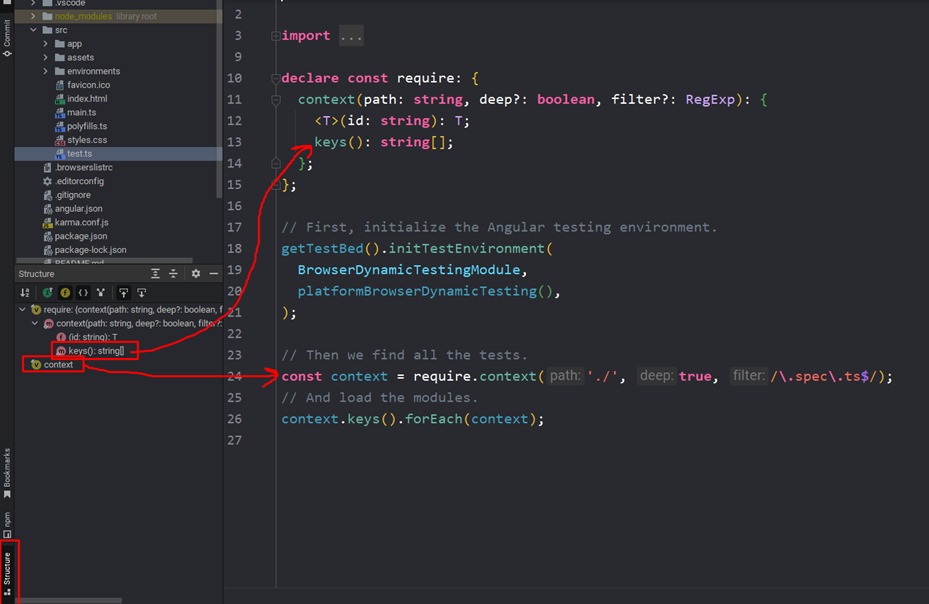 .vscode
node_modules library root
src
app
assets
environments
favicon.ico
index.html
main.ts
polyfills.ts
styles.css
test.ts
.browserslistrc
.editorconfig
.gitignore
angular.json
karma.conf.js
package.json
package-lock.json
README.md
Commit
Structure
require: {context(path: string, deep?: boolean, f
context(path: string, deep?: boolean, filter?:
(id: string): T
keys(): string[]
context
Bookmarks
npm
Structure
2
3 import ...
9
10 declare const require: {
11 context(path: string, deep?: boolean, filter?: RegExp): {
12 <T>(id: string): T;
13 keys(): string[];
14 };
15 };
16
17 // First, initialize the Angular testing environment.
18 getTestBed().initTestEnvironment(
19 BrowserDynamicTestingModule,
20 platformBrowserDynamicTesting(),
21 );
22
23 // Then we find all the tests.
24 const context = require.context( path: './', deep: true, filter: /\.spec\.ts$/);
25 // And load the modules.
26 context.keys().forEach(context);
27